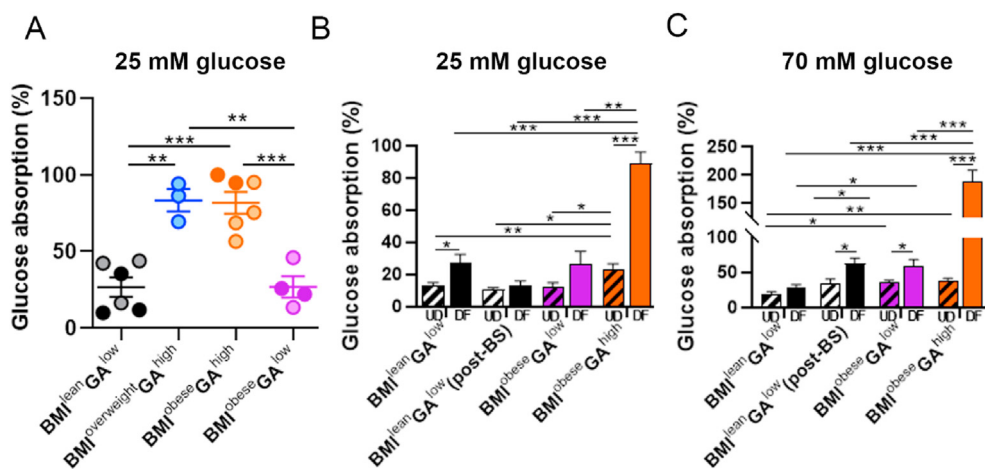 A
25 mM glucose
Glucose absorption (%)
150
100
50
0
**
***
** ***
BMI^lean GA^low
BMI^overweight GA^high
BMI^obese GA^high
BMI^obese GA^low
B
25 mM glucose
Glucose absorption (%)
100
80
60
40
20
0
**
***
***
***
*
*
**
*
UD DF UD DF UD DF UD DF
BMI^lean GA^low
BMI^lean GA^low (post-BS)
BMI^obese GA^low
BMI^obese GA^high
C
70 mM glucose
Glucose absorption (%)
250
200
150
100
50
0
***
***
***
***
*
*
**
*
*
*
UD DF UD DF UD DF UD DF
BMI^lean GA^low
BMI^lean GA^low (post-BS)
BMI^obese GA^low
BMI^obese GA^high